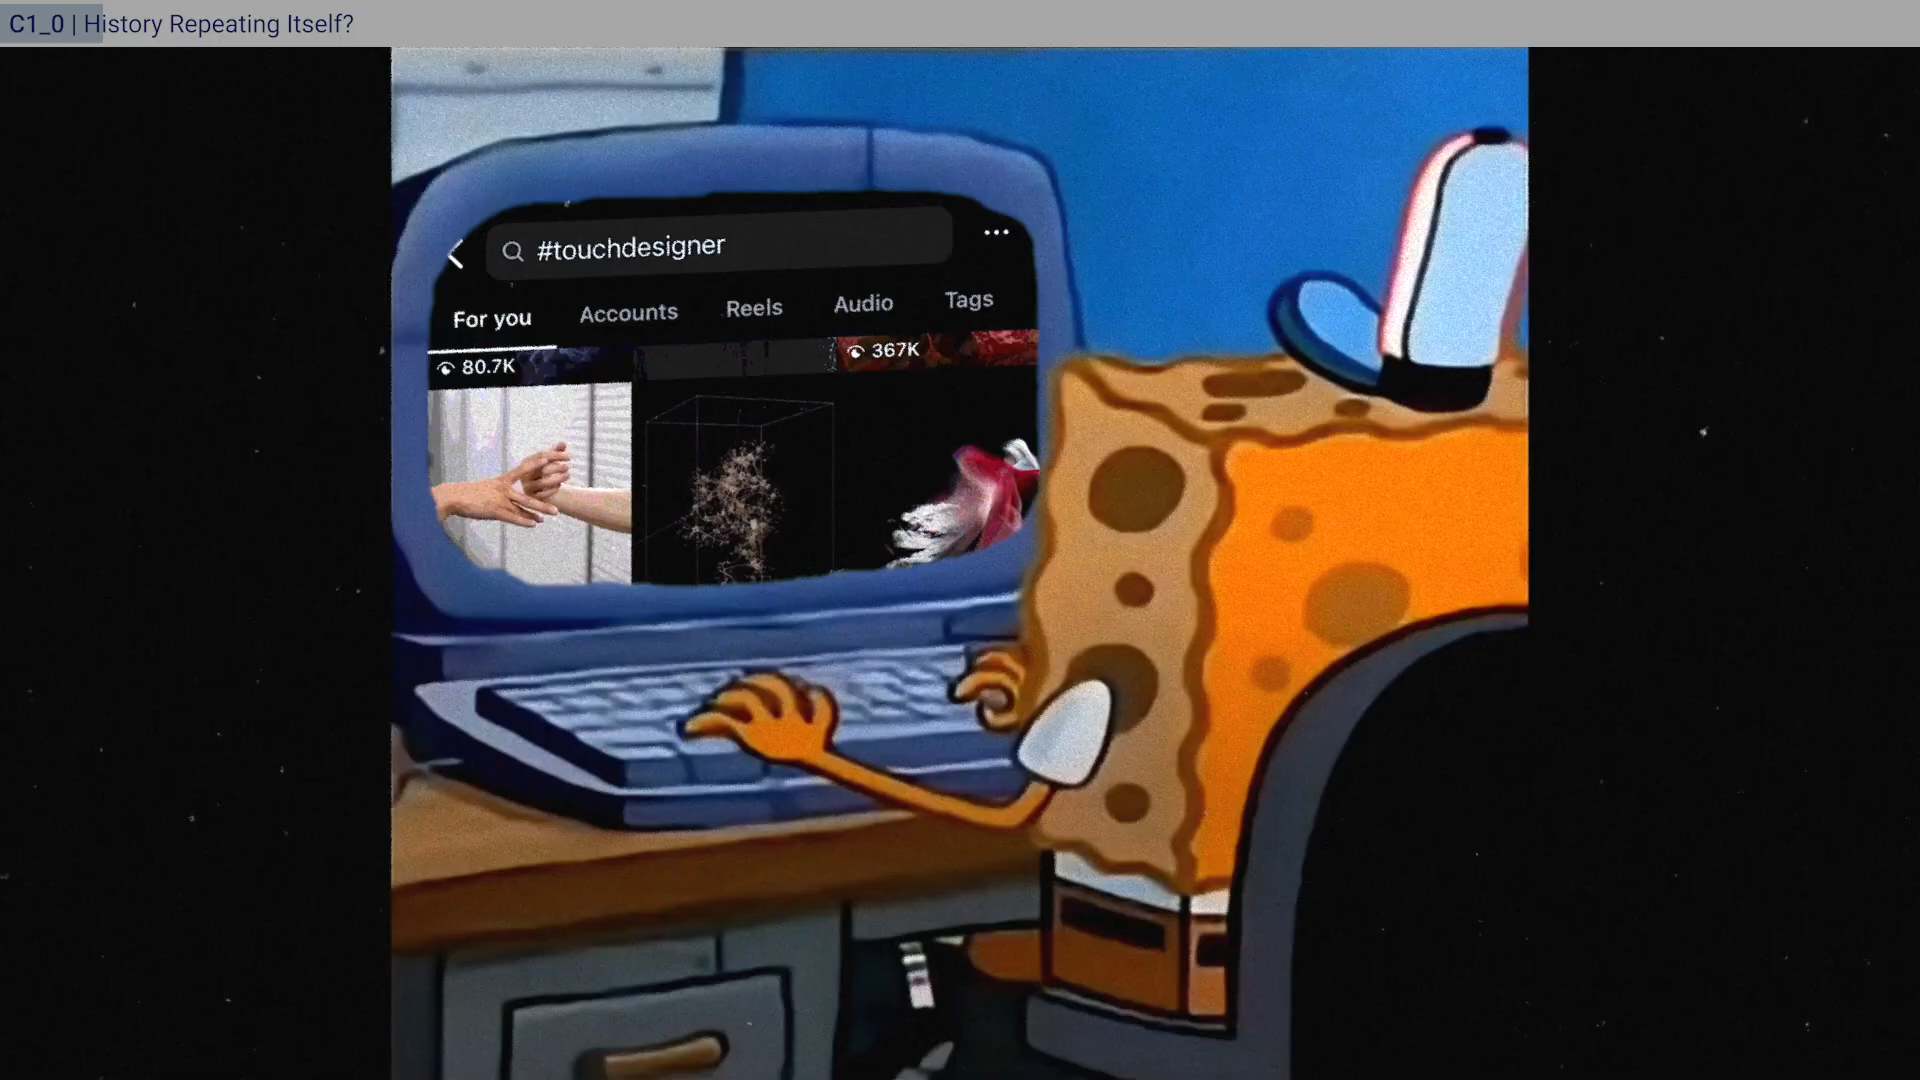 C1_0 | History Repeating Itself?
#touchdesigner
For you Accounts Reels Audio Tags
80.7K 367K